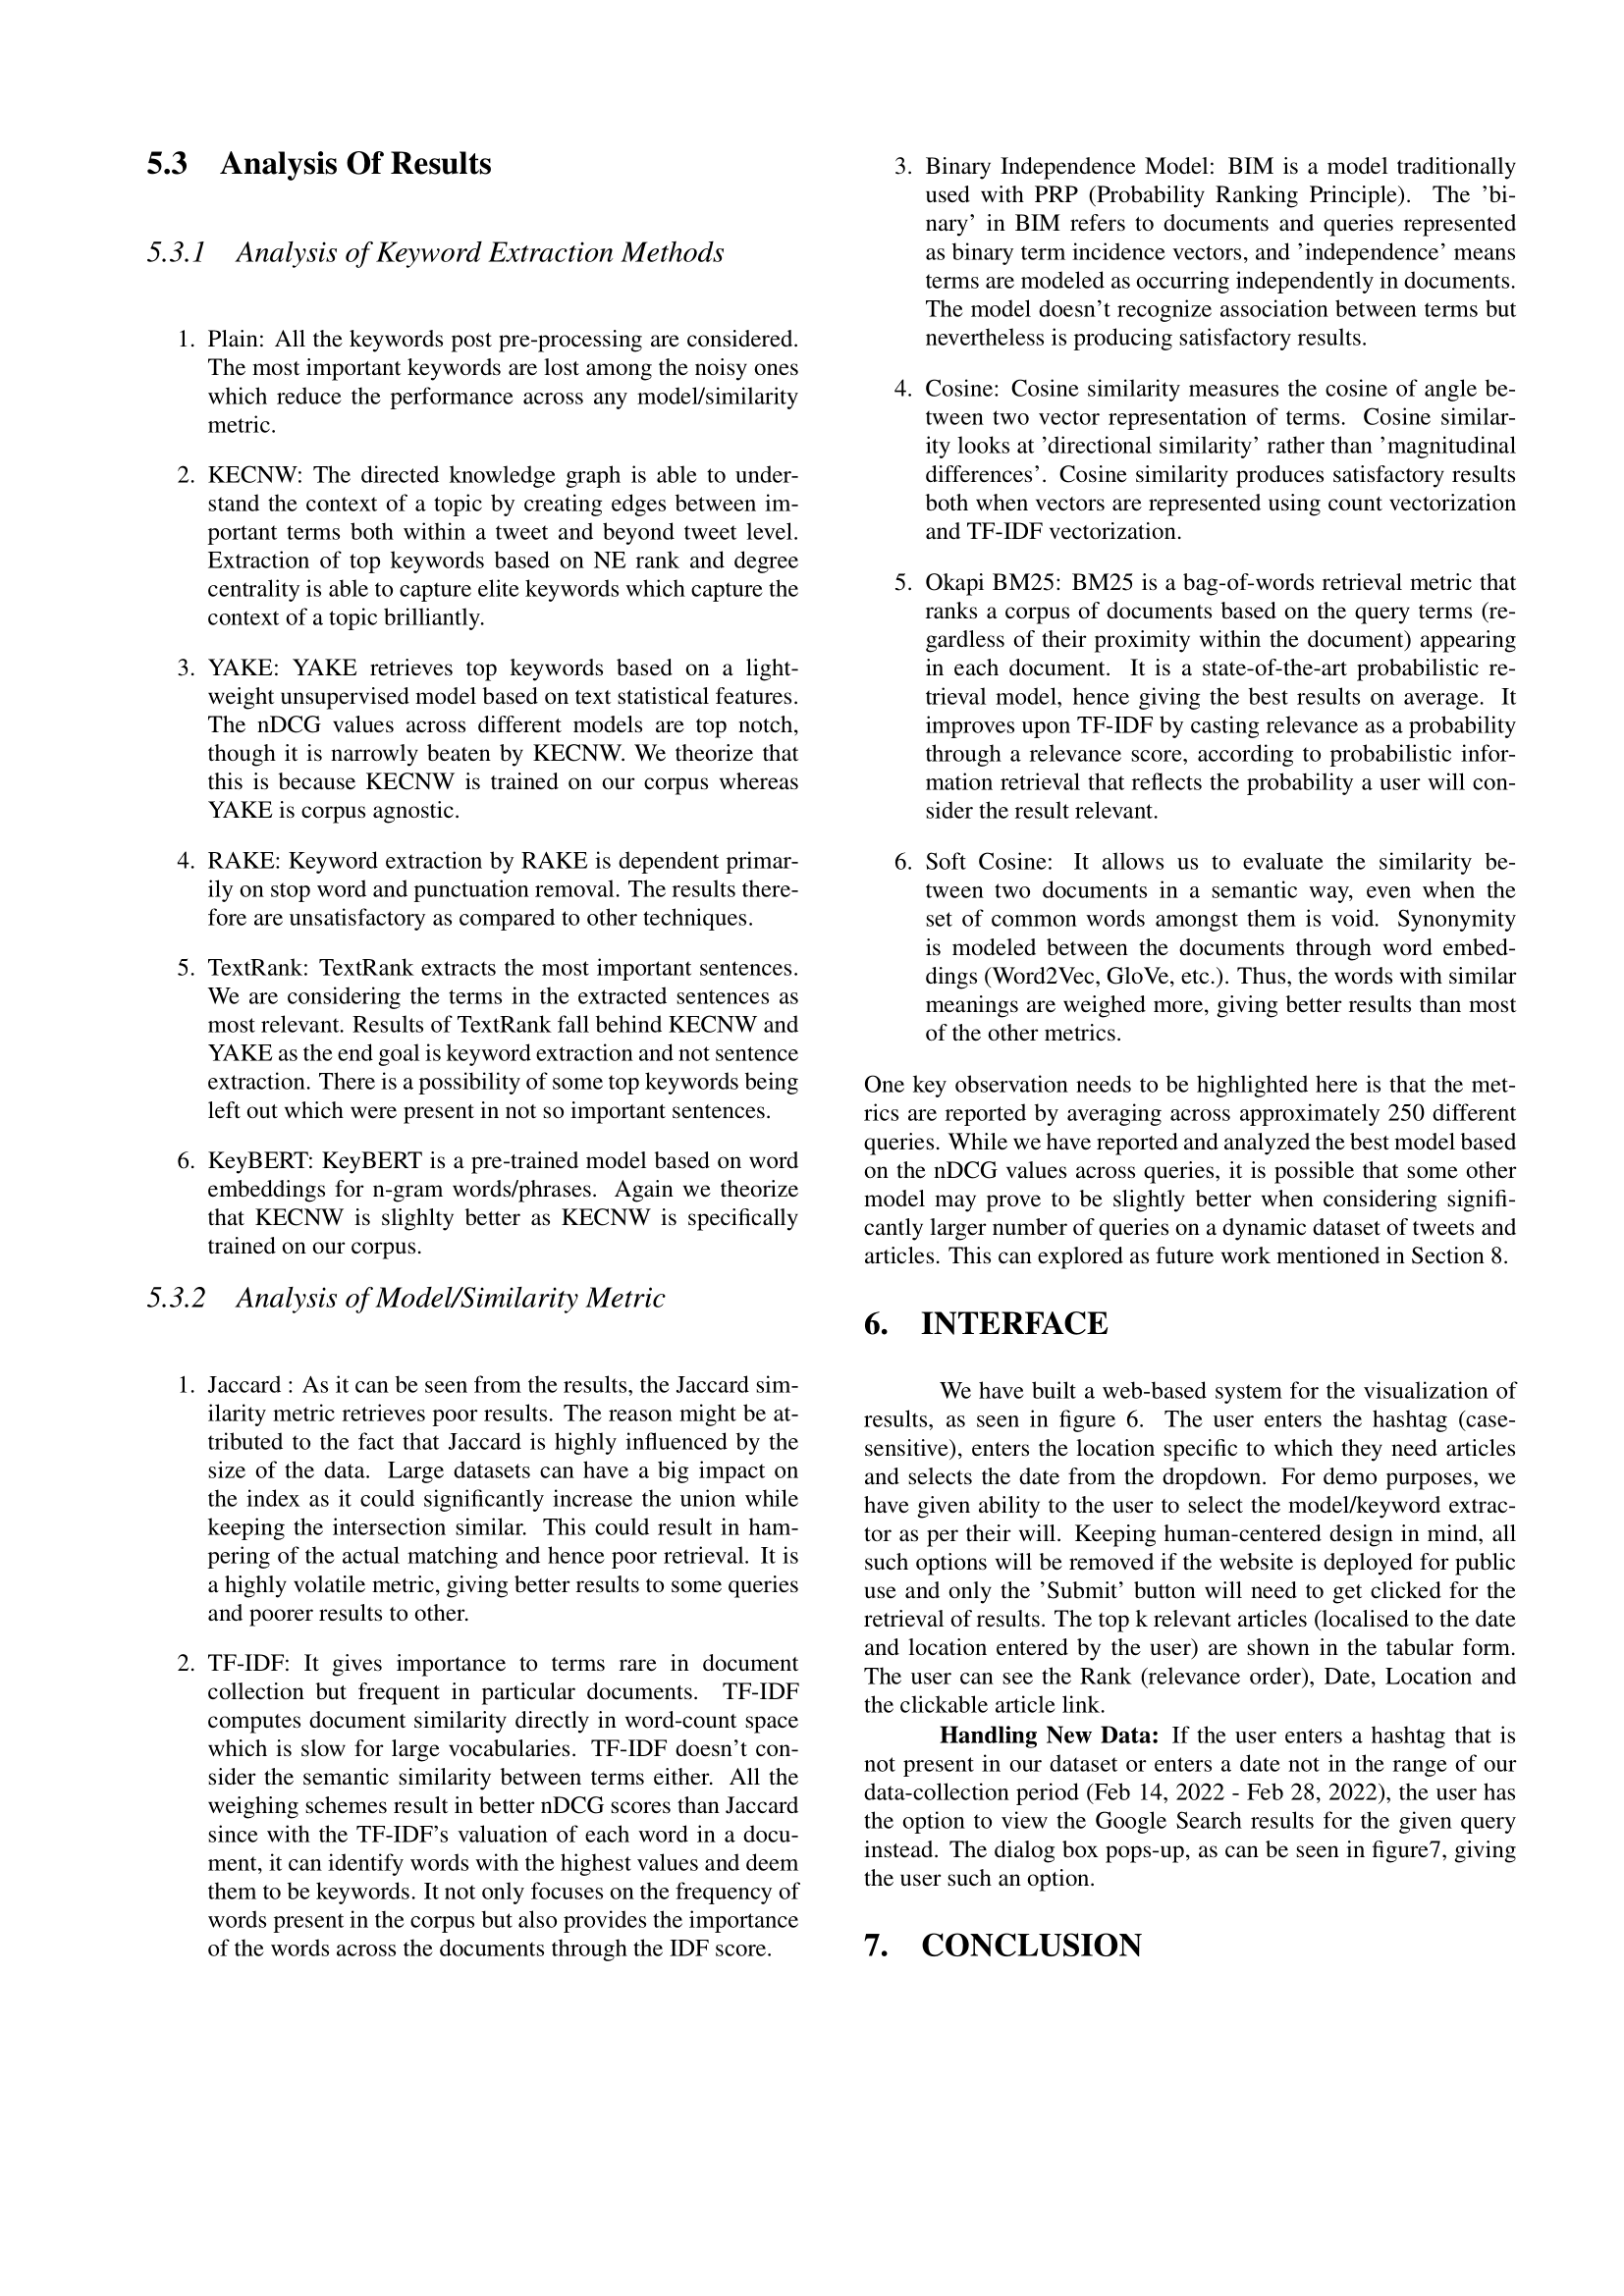 5.3 Analysis Of Results
5.3.1 Analysis of Keyword Extraction Methods
1. Plain: All the keywords post pre-processing are considered.
The most important keywords are lost among the noisy ones
which reduce the performance across any model/similarity
metric.
2. KECNW: The directed knowledge graph is able to under-
stand the context of a topic by creating edges between im-
portant terms both within a tweet and beyond tweet level.
Extraction of top keywords based on NE rank and degree
centrality is able to capture elite keywords which capture the
context of a topic brilliantly.
3. YAKE: YAKE retrieves top keywords based on a light-
weight unsupervised model based on text statistical features.
The nDCG values across different models are top notch,
though it is narrowly beaten by KECNW. We theorize that
this is because KECNW is trained on our corpus whereas
YAKE is corpus agnostic.
4. RAKE: Keyword extraction by RAKE is dependent primar-
ily on stop word and punctuation removal. The results there-
fore are unsatisfactory as compared to other techniques.
5. TextRank: TextRank extracts the most important sentences.
We are considering the terms in the extracted sentences as
most relevant. Results of TextRank fall behind KECNW and
YAKE as the end goal is keyword extraction and not sentence
extraction. There is a possibility of some top keywords being
left out which were present in not so important sentences.
6. KeyBERT: KeyBERT is a pre-trained model based on word
embeddings for n-gram words/phrases. Again we theorize
that KECNW is slighlty better as KECNW is specifically
trained on our corpus.
5.3.2 Analysis of Model/Similarity Metric
1. Jaccard : As it can be seen from the results, the Jaccard sim-
ilarity metric retrieves poor results. The reason might be at-
tributed to the fact that Jaccard is highly influenced by the
size of the data. Large datasets can have a big impact on
the index as it could significantly increase the union while
keeping the intersection similar. This could result in ham-
pering of the actual matching and hence poor retrieval. It is
a highly volatile metric, giving better results to some queries
and poorer results to other.
2. TF-IDF: It gives importance to terms rare in document
collection but frequent in particular documents. TF-IDF
computes document similarity directly in word-count space
which is slow for large vocabularies. TF-IDF doesn't con-
sider the semantic similarity between terms either. All the
weighing schemes result in better nDCG scores than Jaccard
since with the TF-IDF's valuation of each word in a docu-
ment, it can identify words with the highest values and deem
them to be keywords. It not only focuses on the frequency of
words present in the corpus but also provides the importance
of the words across the documents through the IDF score.
3. Binary Independence Model: BIM is a model traditionally
used with PRP (Probability Ranking Principle). The 'bi-
nary' in BIM refers to documents and queries represented
as binary term incidence vectors, and 'independence' means
terms are modeled as occurring independently in documents.
The model doesn't recognize association between terms but
nevertheless is producing satisfactory results.
4. Cosine: Cosine similarity measures the cosine of angle be-
tween two vector representation of terms. Cosine similar-
ity looks at 'directional similarity' rather than 'magnitudinal
differences'. Cosine similarity produces satisfactory results
both when vectors are represented using count vectorization
and TF-IDF vectorization.
5. Okapi BM25: BM25 is a bag-of-words retrieval metric that
ranks a corpus of documents based on the query terms (re-
gardless of their proximity within the document) appearing
in each document. It is a state-of-the-art probabilistic re-
trieval model, hence giving the best results on average. It
improves upon TF-IDF by casting relevance as a probability
through a relevance score, according to probabilistic infor-
mation retrieval that reflects the probability a user will con-
sider the result relevant.
6. Soft Cosine: It allows us to evaluate the similarity be-
tween two documents in a semantic way, even when the
set of common words amongst them is void. Synonymity
is modeled between the documents through word embed-
dings (Word2Vec, GloVe, etc.). Thus, the words with similar
meanings are weighed more, giving better results than most
of the other metrics.
One key observation needs to be highlighted here is that the met-
rics are reported by averaging across approximately 250 different
queries. While we have reported and analyzed the best model based
on the nDCG values across queries, it is possible that some other
model may prove to be slightly better when considering signifi-
cantly larger number of queries on a dynamic dataset of tweets and
articles. This can explored as future work mentioned in Section 8.
6. INTERFACE
We have built a web-based system for the visualization of
results, as seen in figure 6. The user enters the hashtag (case-
sensitive), enters the location specific to which they need articles
and selects the date from the dropdown. For demo purposes, we
have given ability to the user to select the model/keyword extrac-
tor as per their will. Keeping human-centered design in mind, all
such options will be removed if the website is deployed for public
use and only the 'Submit' button will need to get clicked for the
retrieval of results. The top k relevant articles (localised to the date
and location entered by the user) are shown in the tabular form.
The user can see the Rank (relevance order), Date, Location and
the clickable article link.
Handling New Data: If the user enters a hashtag that is
not present in our dataset or enters a date not in the range of our
data-collection period (Feb 14, 2022 - Feb 28, 2022), the user has
the option to view the Google Search results for the given query
instead. The dialog box pops-up, as can be seen in figure7, giving
the user such an option.
7. CONCLUSION